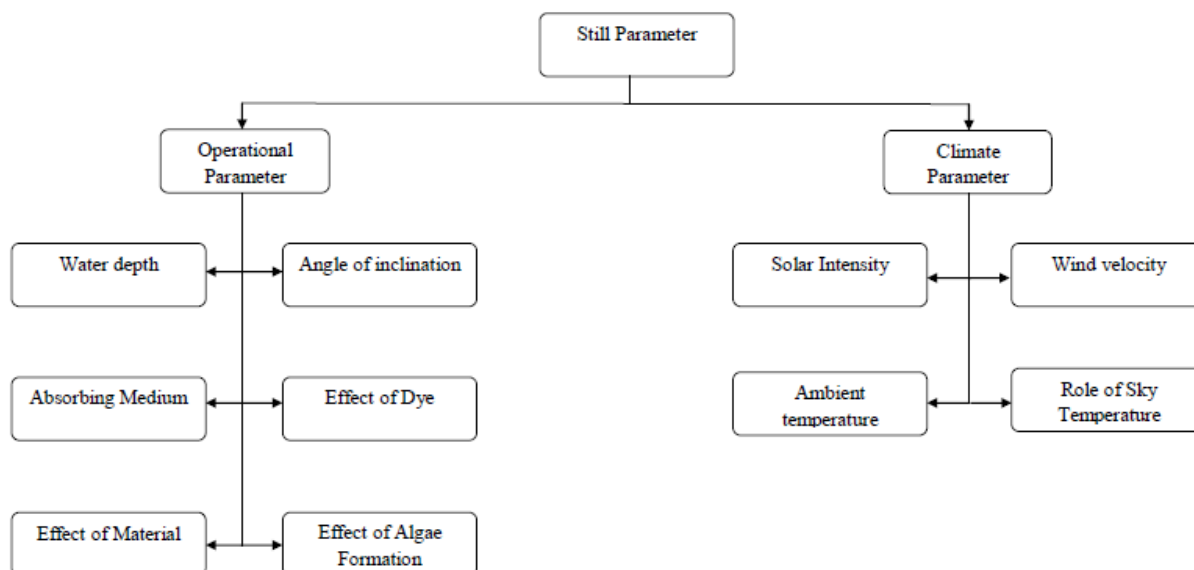 Still Parameter
Operational
Parameter
Climate
Parameter
Water depth
Angle of inclination
Solar Intensity
Wind velocity
Absorbing Medium
Effect of Dye
Ambient
temperature
Role of Sky
Temperature
Effect of Material
Effect of Algae
Formation